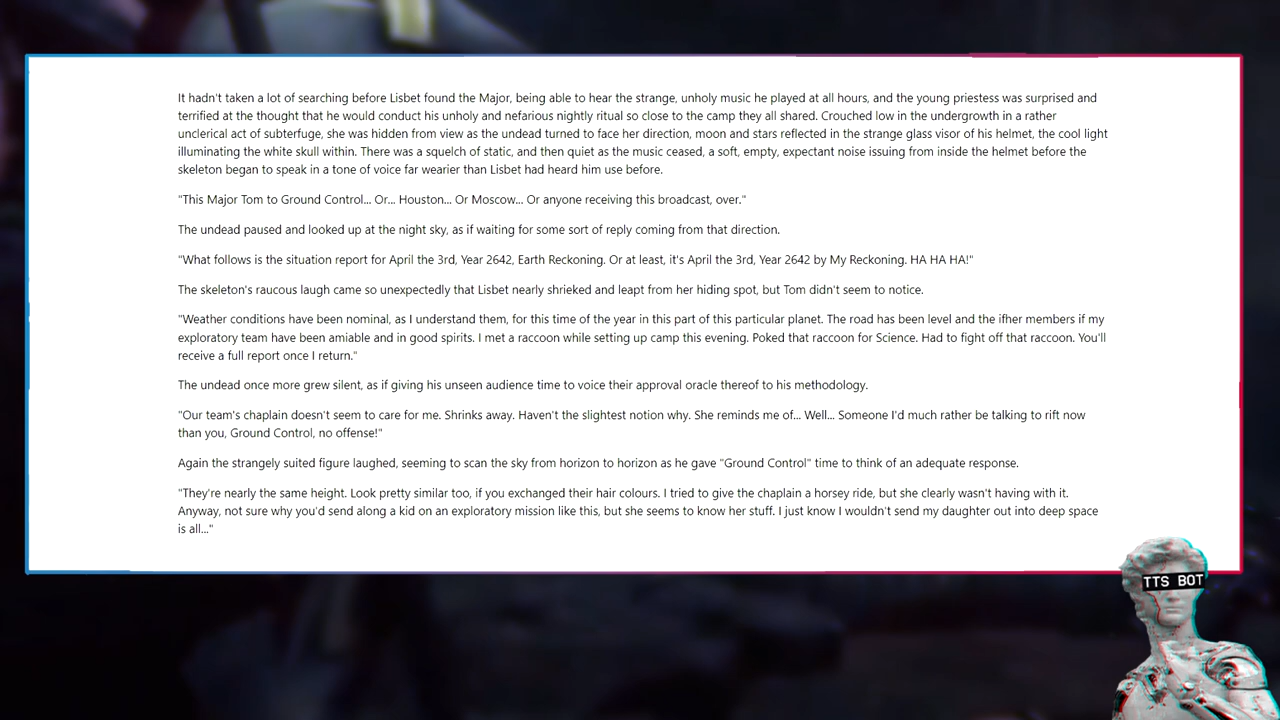 It hadn't taken a lot of searching before Lisbet found the Major, being able to hear the strange, unholy music he played at all hours, and the young priestess was surprised and
terrified at the thought that he would conduct his unholy and nefarious nightly ritual so close to the camp they all shared. Crouched low in the undergrowth in a rather
unclerical act of subterfuge, she was hidden from view as the undead turned to face her direction, moon and stars reflected in the strange glass visor of his helmet, the cool light
illuminating the white skull within. There was a squelch of static, and then quiet as the music ceased, a soft, empty, expectant noise issuing from inside the helmet before the
skeleton began to speak in a tone of voice far wearier than Lisbet had heard him use before.
"This Major Tom to Ground Control... Or... Houston... Or Moscow... Or anyone receiving this broadcast, over."
The undead paused and looked up at the night sky, as if waiting for some sort of reply coming from that direction.
"What follows is the situation report for April the 3rd, Year 2642, Earth Reckoning. Or at least, it's April the 3rd, Year 2642 by My Reckoning. HA HA HA!"
The skeleton's raucous laugh came so unexpectedly that Lisbet nearly shrieked and leapt from her hiding spot, but Tom didn't seem to notice.
"Weather conditions have been nominal, as I understand them, for this time of the year in this part of this particular planet. The road has been level and the ifher members if my
exploratory team have been amiable and in good spirits. I met a raccoon while setting up camp this evening. Poked that raccoon for Science. Had to fight off that raccoon. You'll
receive a full report once I return."
The undead once more grew silent, as if giving his unseen audience time to voice their approval oracle thereof to his methodology.
"Our team's chaplain doesn't seem to care for me. Shrinks away. Haven't the slightest notion why. She reminds me of... Well... Someone I'd much rather be talking to rift now
than you, Ground Control, no offense!"
Again the strangely suited figure laughed, seeming to scan the sky from horizon to horizon as he gave "Ground Control" time to think of an adequate response.
"They're nearly the same height. Look pretty similar too, if you exchanged their hair colours. I tried to give the chaplain a horsey ride, but she clearly wasn't having with it.
Anyway, not sure why you'd send along a kid on an exploratory mission like this, but she seems to know her stuff. I just know I wouldn't send my daughter out into deep space
is all..."
TTS BOT